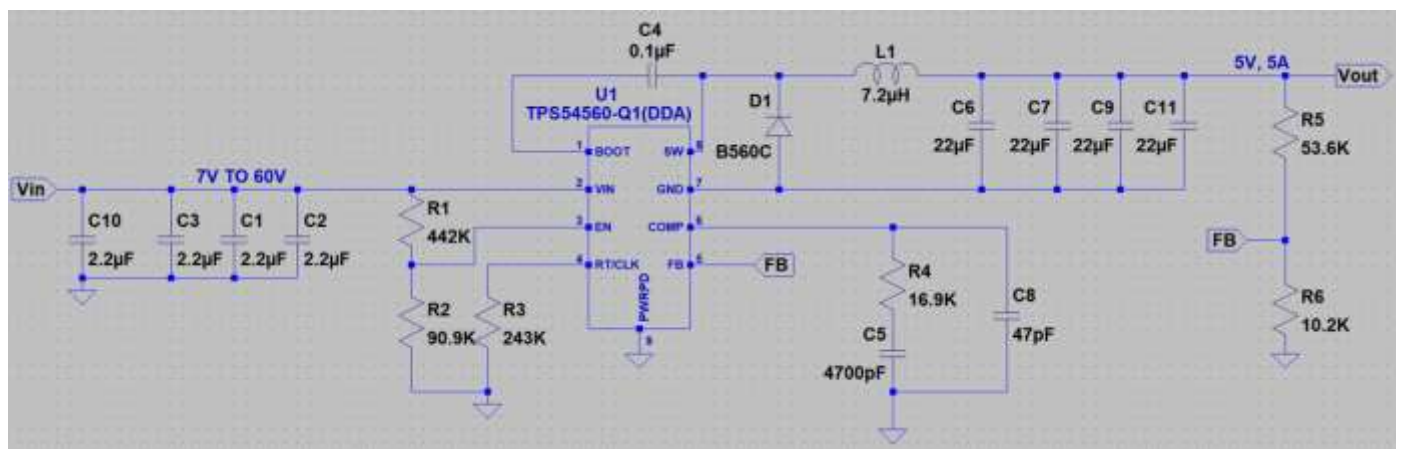 C4
0.1µF
L1
7.2µH
5V, 5A
Vout
U1
TPS54560-Q1(DDA)
D1
B560C
C6
22µF
C7
22µF
C9
22µF
C11
22µF
R5
53.6K
1
BOOT
SW
8
Vin
7V TO 60V
2
VIN
GND
7
C10
2.2µF
C3
2.2µF
C1
2.2µF
C2
2.2µF
R1
442K
3
EN
COMP
6
FB
4
RT/CLK
FB
5
FB
R4
16.9K
C8
47pF
R2
90.9K
R3
243K
PWRPD
9
C5
4700pF
R6
10.2K